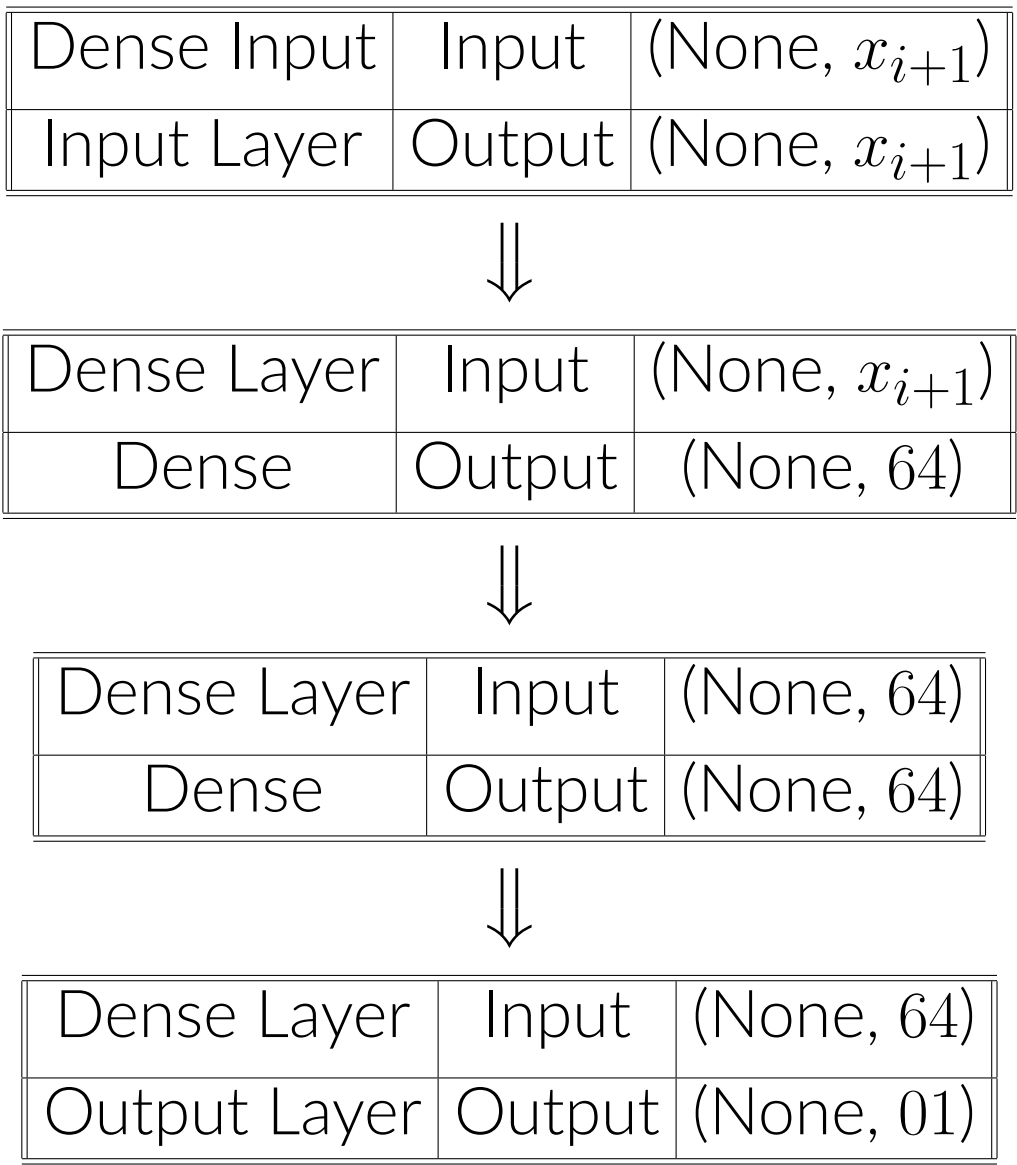 Dense Input Input (None, $x_{i+1}$)
Input Layer Output (None, $x_{i+1}$)
⇓
Dense Layer Input (None, $x_{i+1}$)
Dense Output (None, 64)
⇓
Dense Layer Input (None, 64)
Dense Output (None, 64)
⇓
Dense Layer Input (None, 64)
Output Layer Output (None, 01)